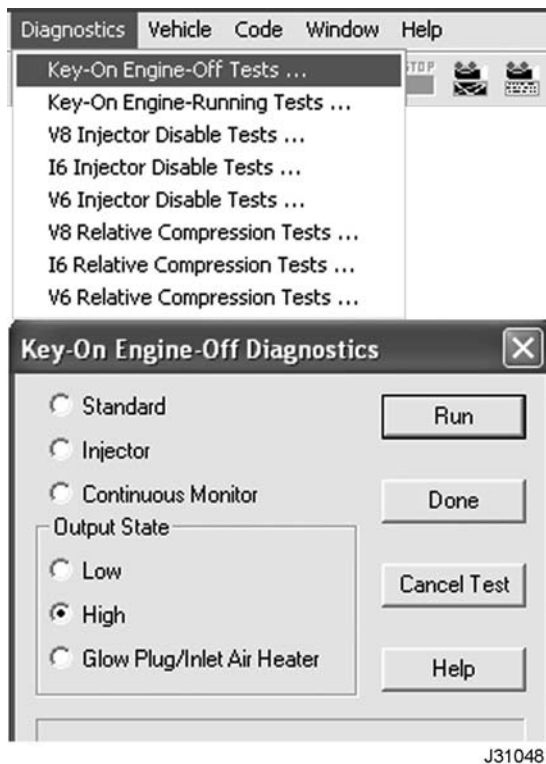 Diagnostics Vehicle Code Window Help
Key-On Engine-Off Tests ...
STOP
Key-On Engine-Running Tests ...
V8 Injector Disable Tests ...
I6 Injector Disable Tests ...
V6 Injector Disable Tests ...
V8 Relative Compression Tests ...
I6 Relative Compression Tests ...
V6 Relative Compression Tests ...
Key-On Engine-Off Diagnostics
Standard
Run
Injector
Continuous Monitor
Done
Output State
Low
Cancel Test
High
Glow Plug/Inlet Air Heater
Help
J31048